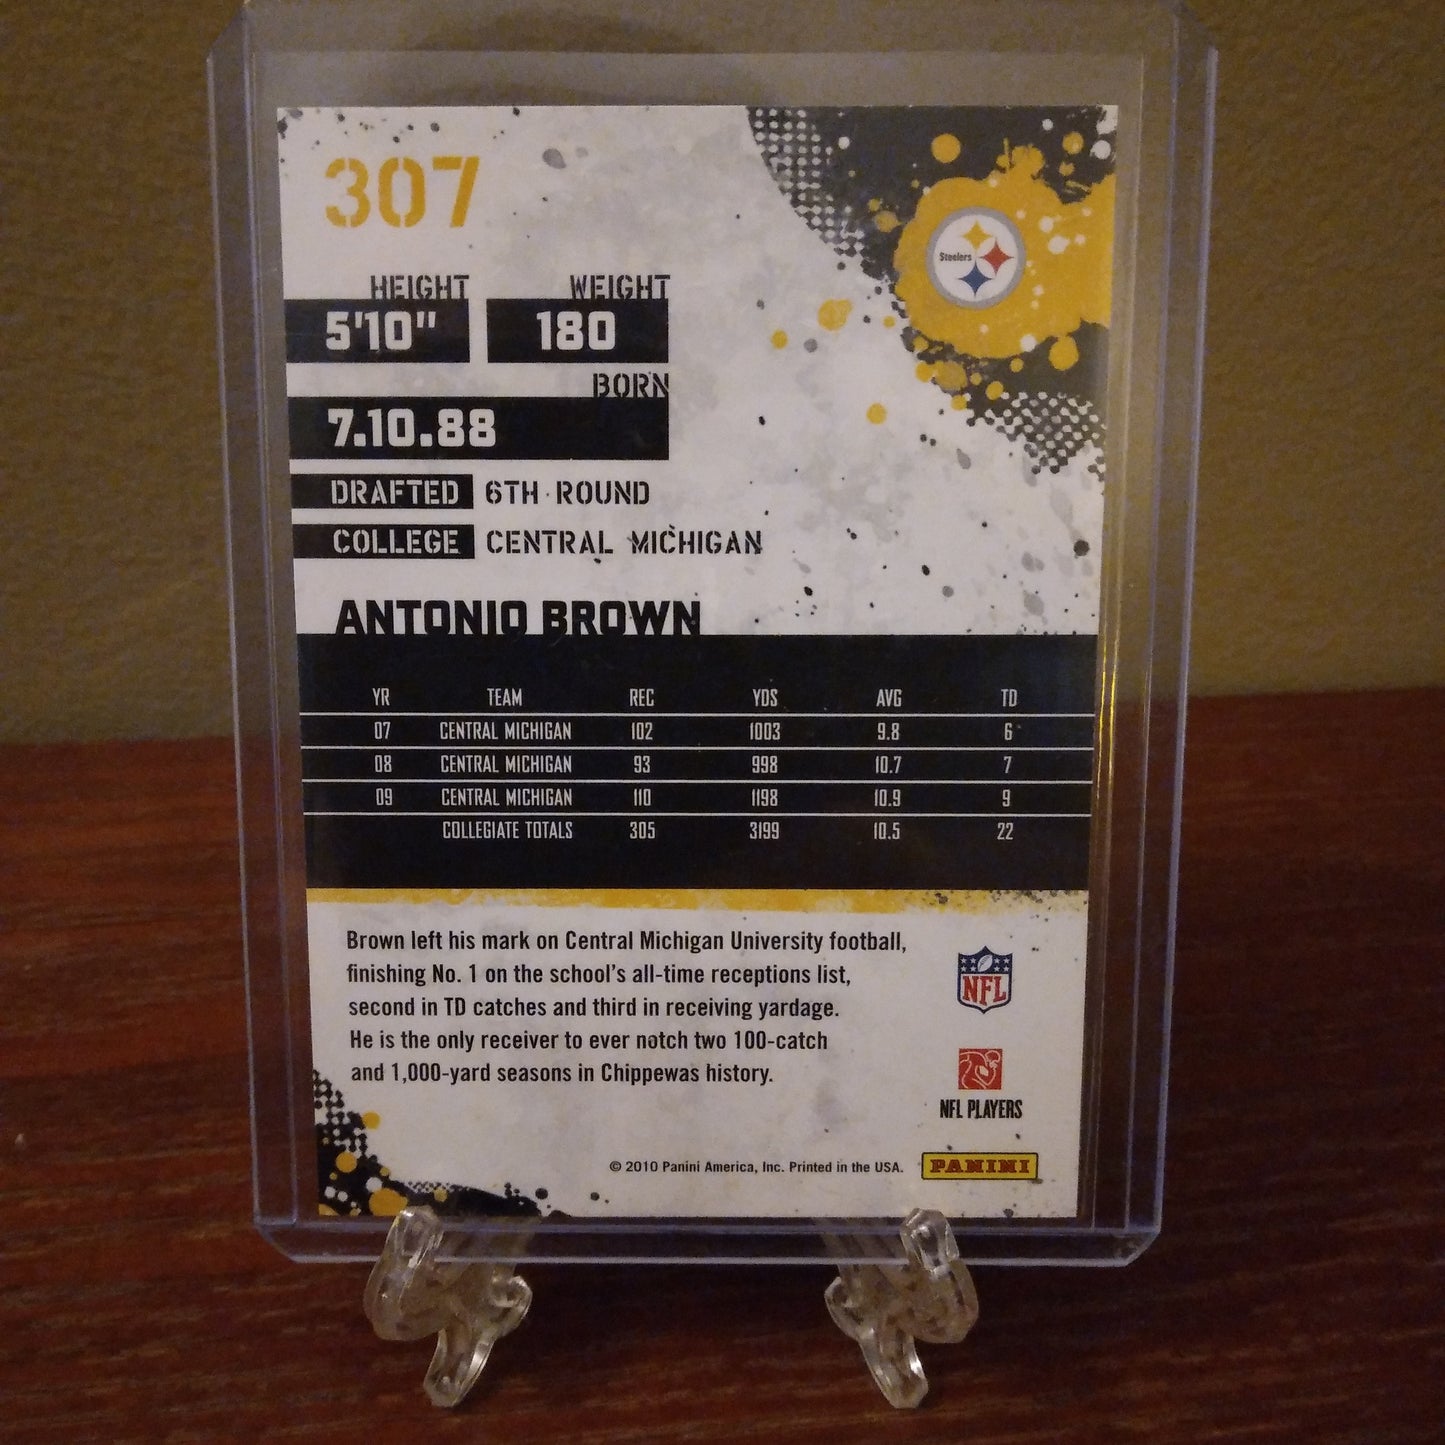 307
Steelers
HEIGHT WEIGHT
5'10" 180
BORN
7.10.88
DRAFTED 6TH ROUND
COLLEGE CENTRAL MICHIGAN
ANTONIO BROWN
YR TEAM REC YDS AVG TD
07 CENTRAL MICHIGAN 102 1003 9.8 6
08 CENTRAL MICHIGAN 93 998 10.7 7
09 CENTRAL MICHIGAN 110 1198 10.9 9
COLLEGIATE TOTALS 305 3199 10.5 22
Brown left his mark on Central Michigan University football,
finishing No. 1 on the school's all-time receptions list,
second in TD catches and third in receiving yardage.
He is the only receiver to ever notch two 100-catch
and 1,000-yard seasons in Chippewas history.
NFL
NFL PLAYERS
© 2010 Panini America, Inc. Printed in the USA.
PANINI